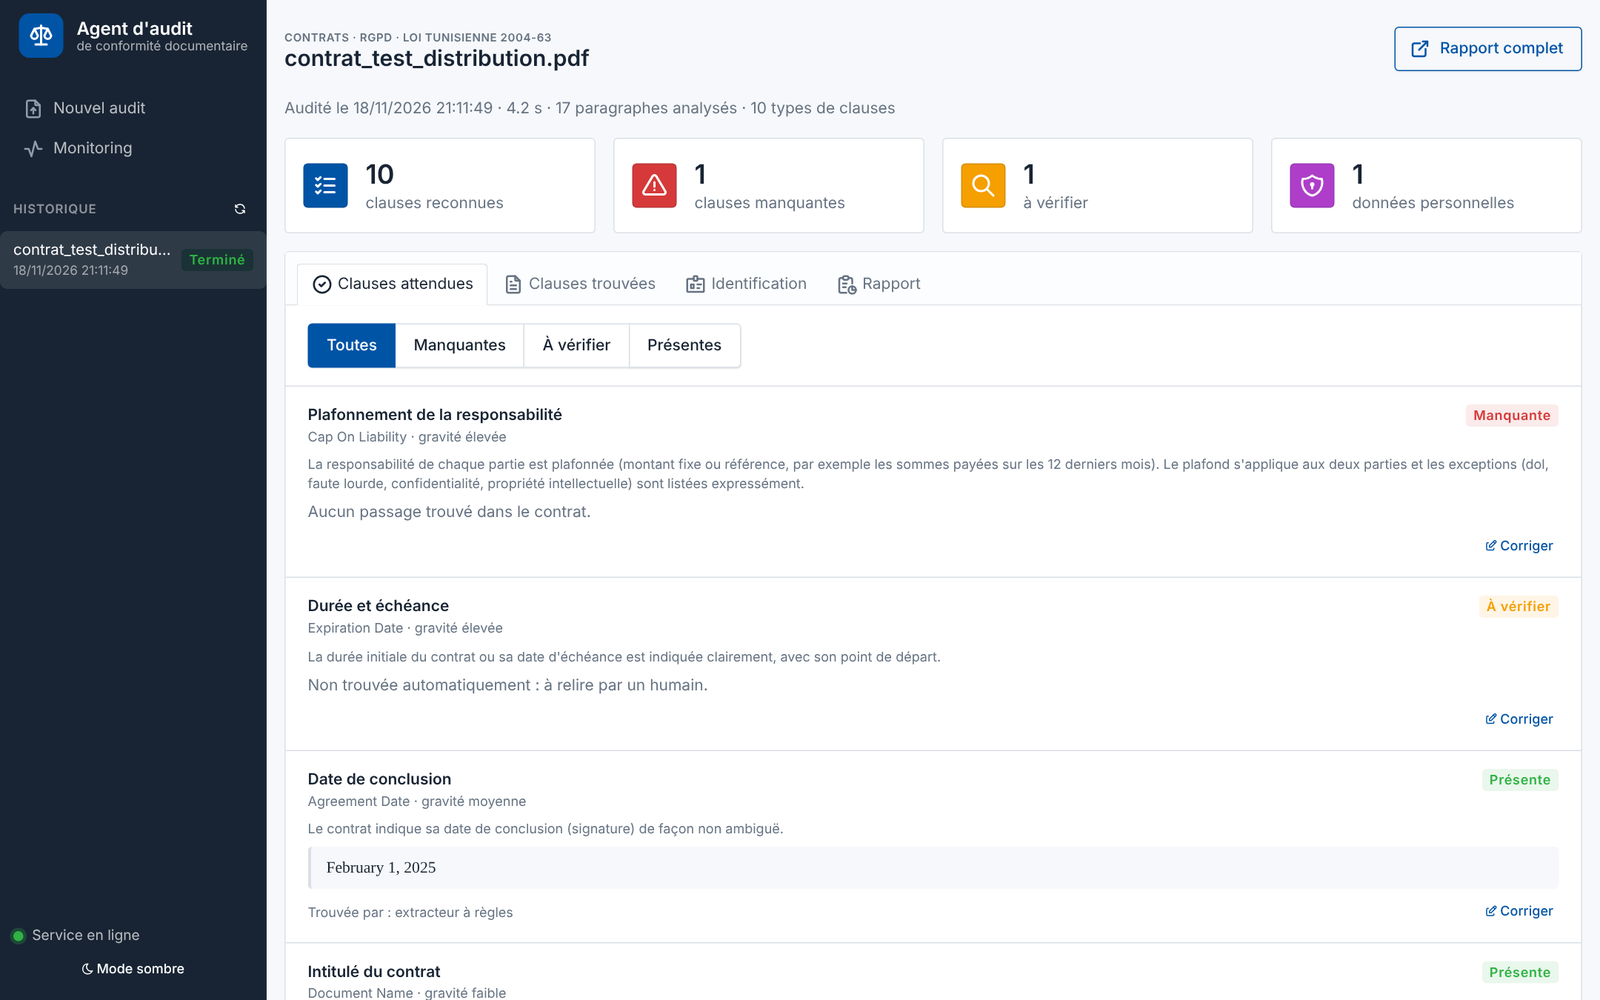 Agent d'audit
de conformité documentaire
Nouvel audit
Monitoring
HISTORIQUE
contrat_test_distribu...
18/11/2026 21:11:49
Terminé
Service en ligne
Mode sombre
CONTRATS · RGPD · LOI TUNISIENNE 2004-63
contrat_test_distribution.pdf
Rapport complet
Audité le 18/11/2026 21:11:49 · 4.2 s · 17 paragraphes analysés · 10 types de clauses
10
clauses reconnues
1
clauses manquantes
1
à vérifier
1
données personnelles
Clauses attendues
Clauses trouvées
Identification
Rapport
Toutes
Manquantes
À vérifier
Présentes
Plafonnement de la responsabilité
Manquante
Cap On Liability · gravité élevée
La responsabilité de chaque partie est plafonnée (montant fixe ou référence, par exemple les sommes payées sur les 12 derniers mois). Le plafond s'applique aux deux parties et les exceptions (dol,
faute lourde, confidentialité, propriété intellectuelle) sont listées expressément.
Aucun passage trouvé dans le contrat.
Corriger
Durée et échéance
À vérifier
Expiration Date · gravité élevée
La durée initiale du contrat ou sa date d'échéance est indiquée clairement, avec son point de départ.
Non trouvée automatiquement : à relire par un humain.
Corriger
Date de conclusion
Présente
Agreement Date · gravité moyenne
Le contrat indique sa date de conclusion (signature) de façon non ambiguë.
February 1, 2025
Trouvée par : extracteur à règles
Corriger
Intitulé du contrat
Présente
Document Name · gravité faible